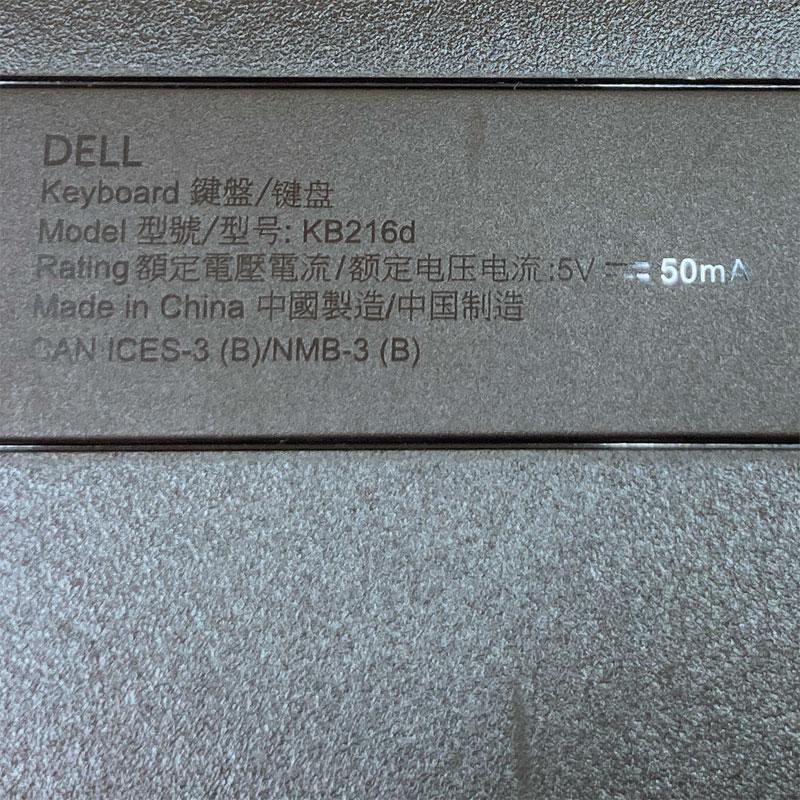 DELL
Keyboard 鍵盤/键盘
Model 型號/型号: KB216d
Rating 額定電壓電流/额定电压电流:5V ⎓ 50mA
Made in China 中國製造/中国制造
CAN ICES-3 (B)/NMB-3 (B)